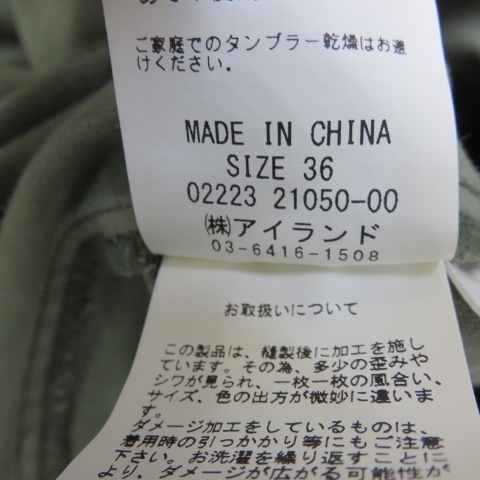 ご家庭でのタンブラー乾燥はお避
けください。
MADE IN CHINA
SIZE 36
02223 21050-00
㈱アイランド
03-6416-1508
お取扱いについて
この製品は、縫製後に加工を施し
ています。その為、多少の歪みや
シワが見られ、一枚一枚の風合い、
サイズ、色の出方が微妙に違いま
す。
ダメージ加工をしているものは、
着用時の引っかかり等にもご注意
下さい。お洗濯を繰り返すことに
より、ダメージが広がる可能性が